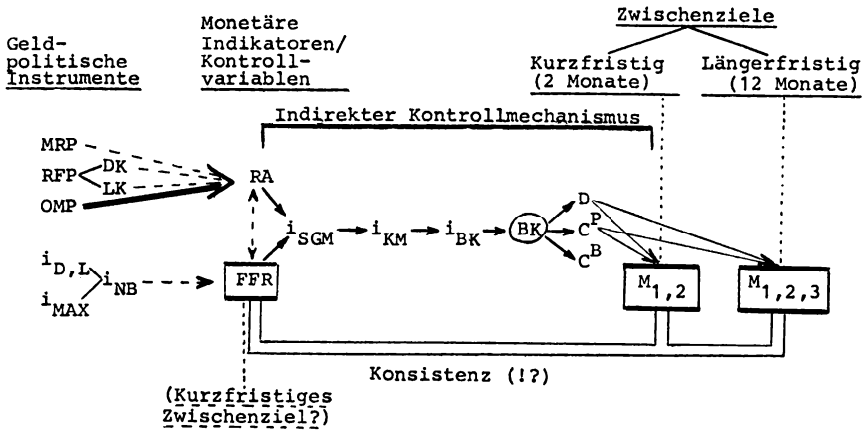 Zwischenziele
Monetäre
Indikatoren/
Kontroll-
variablen
Geld-
politische
Instrumente
Kurzfristig
(2 Monate)
Längerfristig
(12 Monate)
Indirekter Kontrollmechanismus
MRP
RFP
DK
LK
OMP
RA
D
i_SGM
i_KM
i_BK
BK
C^P
C^B
i_D,L
i_NB
i_MAX
FFR
M_1,2
M_1,2,3
Konsistenz (!?)
(Kurzfristiges
Zwischenziel?)